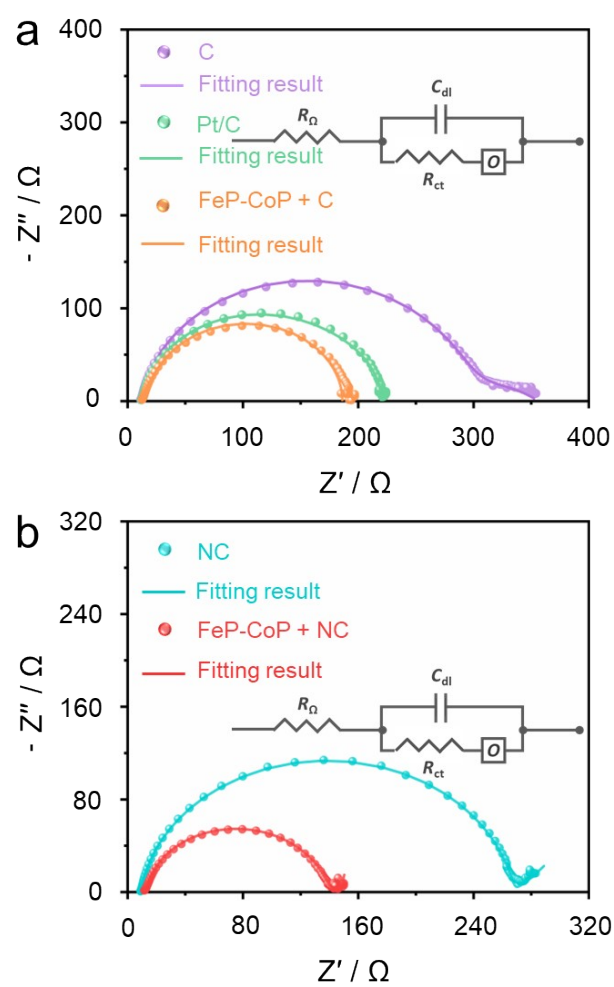 a
400
300
200
100
0
- Z″ / Ω
C
Fitting result
Pt/C
Fitting result
FeP-CoP + C
Fitting result
RΩ
Cdl
Rct
O
0 100 200 300 400
Z′ / Ω
b
320
240
160
80
0
- Z″ / Ω
NC
Fitting result
FeP-CoP + NC
Fitting result
RΩ
Cdl
Rct
O
0 80 160 240 320
Z′ / Ω